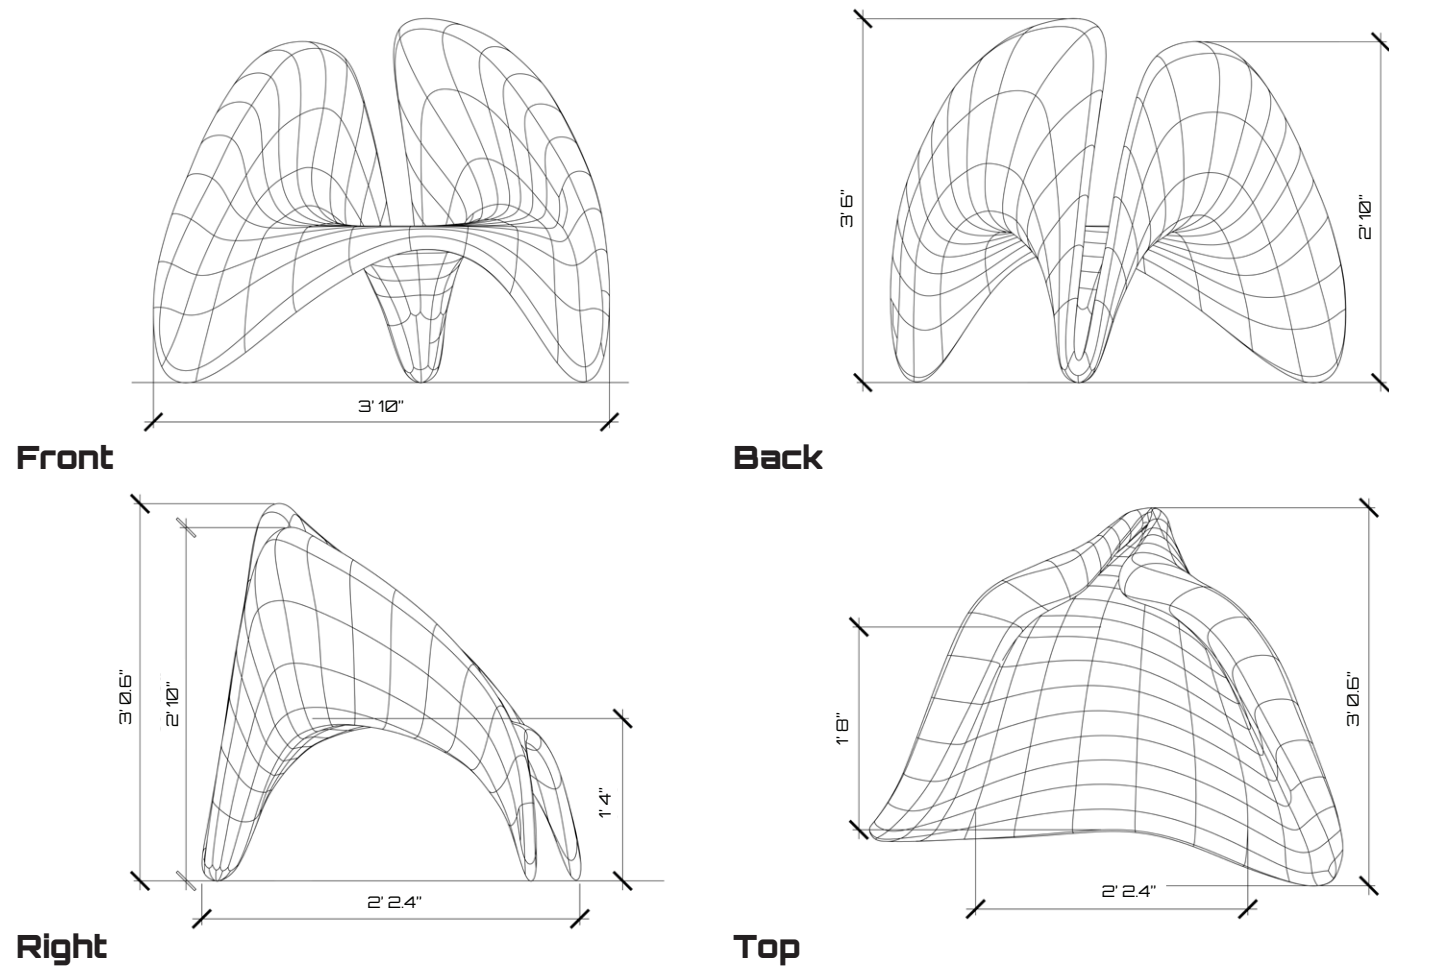 3' 10"
Front
3' 6"
2' 10"
Back
3' 0.6"
2' 10"
1' 4"
2' 2.4"
Right
1' 8"
3' 0.6"
2' 2.4"
Top